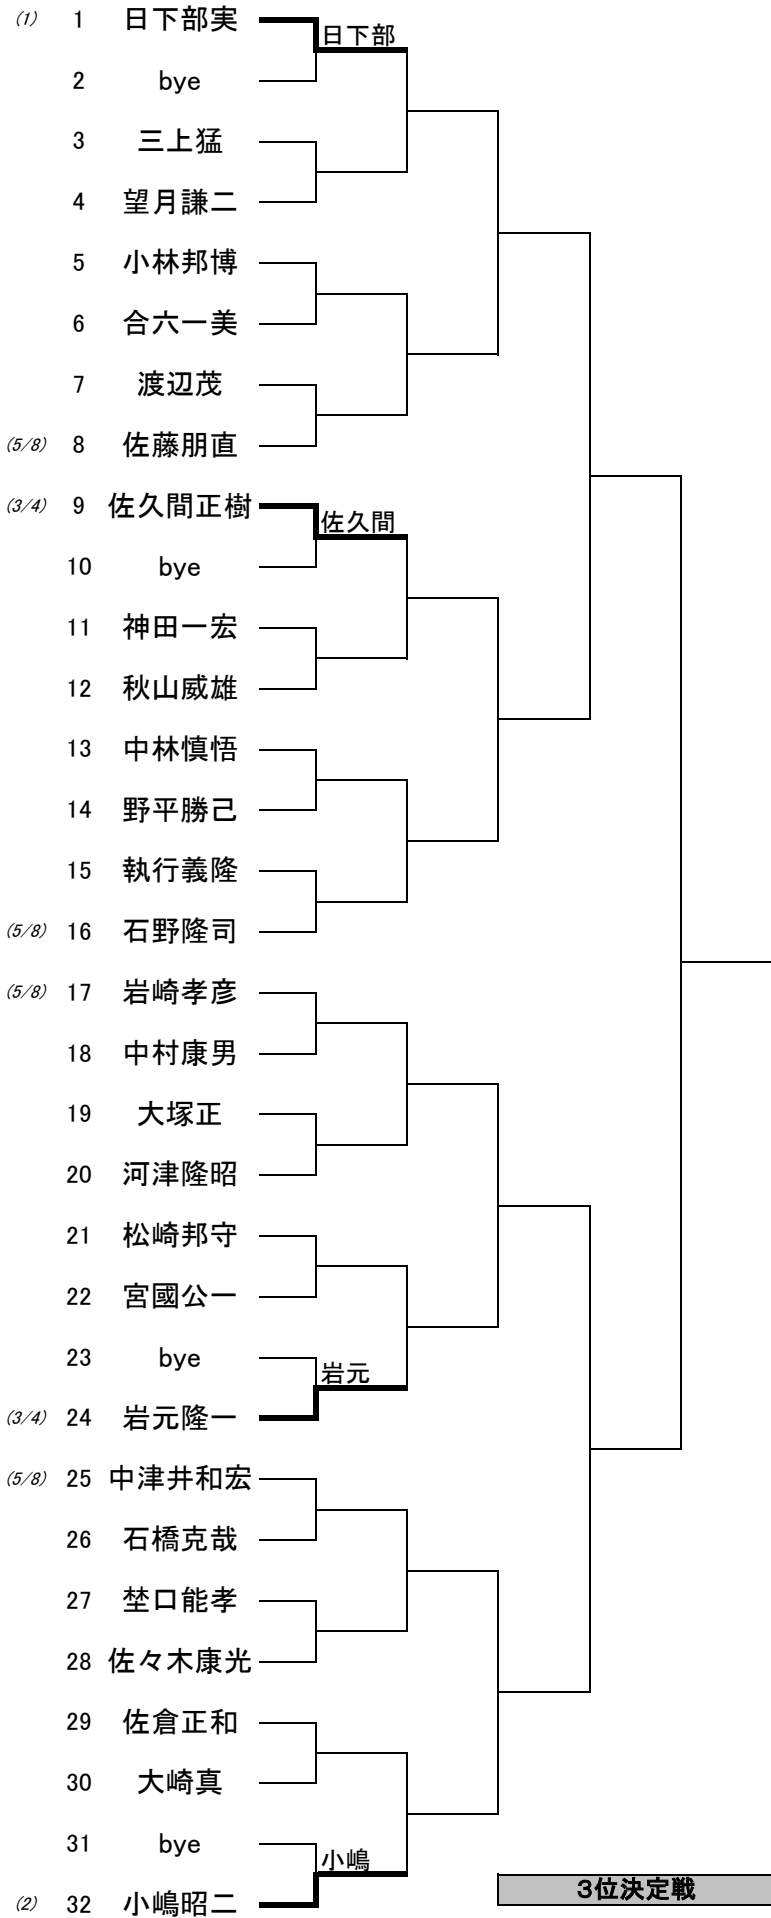 (1) 1 日下部実
日下部
2 bye
3 三上猛
4 望月謙二
5 小林邦博
6 合六一美
7 渡辺茂
(5/8) 8 佐藤朋直
(3/4) 9 佐久間正樹
佐久間
10 bye
11 神田一宏
12 秋山威雄
13 中林慎悟
14 野平勝己
15 執行義隆
(5/8) 16 石野隆司
(5/8) 17 岩崎孝彦
18 中村康男
19 大塚正
20 河津隆昭
21 松崎邦守
22 宮國公一
23 bye
岩元
(3/4) 24 岩元隆一
(5/8) 25 中津井和宏
26 石橋克哉
27 埜口能孝
28 佐々木康光
29 佐倉正和
30 大崎真
31 bye
小嶋
(2) 32 小嶋昭二
3位決定戦